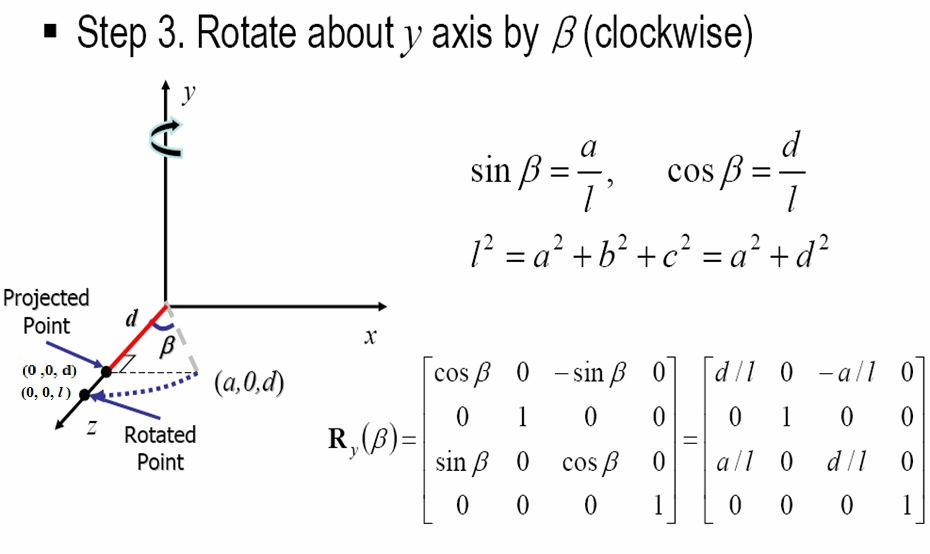 ▪ Step 3. Rotate about y axis by β (clockwise)
y
sin β = a/l, cos β = d/l
l² = a² + b² + c² = a² + d²
Projected
Point
d
x
β
(0 ,0, d)
(0, 0, l )
(a,0,d)
z
Rotated
Point
R_y(β) = [cos β 0 −sin β 0] = [d/l 0 −a/l 0]
[0 1 0 0] [0 1 0 0]
[sin β 0 cos β 0] [a/l 0 d/l 0]
[0 0 0 1] [0 0 0 1]